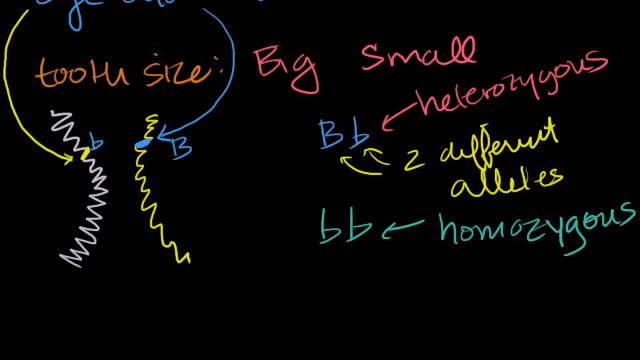 tooth size: Big Small
b B
Bb heterozygous
2 different
alleles
bb homozygous